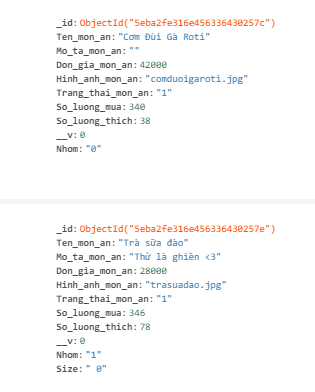 _id: ObjectId("5eba2fe316e456336430257c")
Ten_mon_an: "Cơm Đùi Gà Roti"
Mo_ta_mon_an: ""
Don_gia_mon_an: 42000
Hinh_anh_mon_an: "comduoigaroti.jpg"
Trang_thai_mon_an: "1"
So_luong_mua: 340
So_luong_thich: 38
__v: 0
Nhom: "0"
_id: ObjectId("5eba2fe316e456336430257e")
Ten_mon_an: "Trà sữa đào"
Mo_ta_mon_an: "Thử là ghiền <3"
Don_gia_mon_an: 28000
Hinh_anh_mon_an: "trasuadao.jpg"
Trang_thai_mon_an: "1"
So_luong_mua: 346
So_luong_thich: 78
__v: 0
Nhom: "1"
Size: " 0"